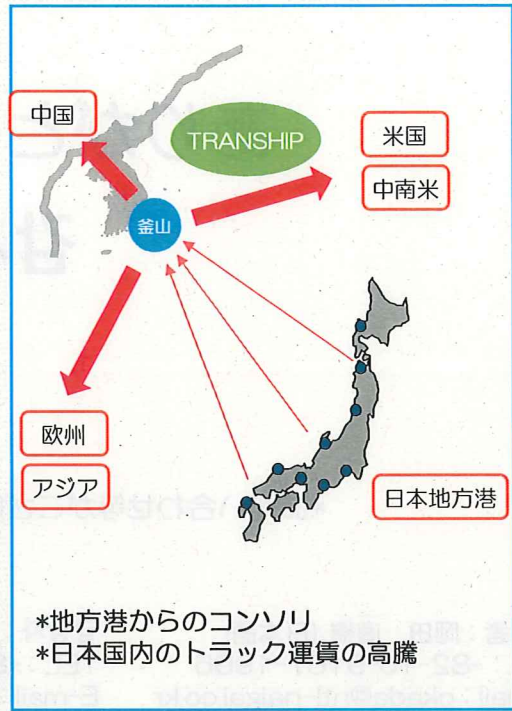 中国
TRANSHIP
米国
中南米
釜山
欧州
アジア
日本地方港
*地方港からのコンソリ
*日本国内のトラック運賃の高騰